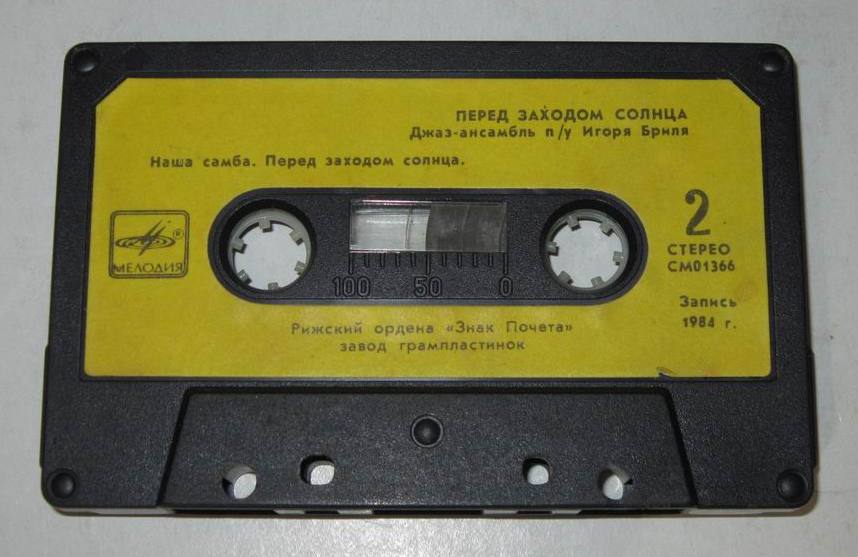 ПЕРЕД ЗАХОДОМ СОЛНЦА
Джаз-ансамбль п/у Игоря Бриля
Наша самба. Перед заходом солнца.
®
МЕЛОДИЯ
2
СТЕРЕО
СМ01366
100 50 0
Запись
1984 г.
Рижский ордена «Знак Почета»
завод грампластинок